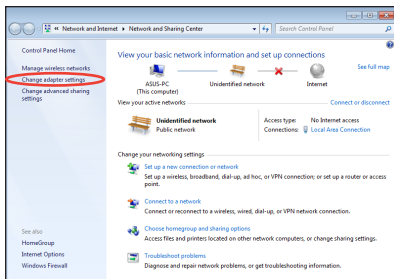 « Network and Internet ▸ Network and Sharing Center
Search Control Panel
Control Panel Home
Manage wireless networks
Change adapter settings
Change advanced sharing
settings
See also
HomeGroup
Internet Options
Windows Firewall
View your basic network information and set up connections
See full map
ASUS-PC
(This computer)
Unidentified network
Internet
View your active networks
Connect or disconnect
Unidentified network
Public network
Access type: No Internet access
Connections: Local Area Connection
Change your networking settings
Set up a new connection or network
Set up a wireless, broadband, dial-up, ad hoc, or VPN connection; or set up a router or access
point.
Connect to a network
Connect or reconnect to a wireless, wired, dial-up, or VPN network connection.
Choose homegroup and sharing options
Access files and printers located on other network computers, or change sharing settings.
Troubleshoot problems
Diagnose and repair network problems, or get troubleshooting information.